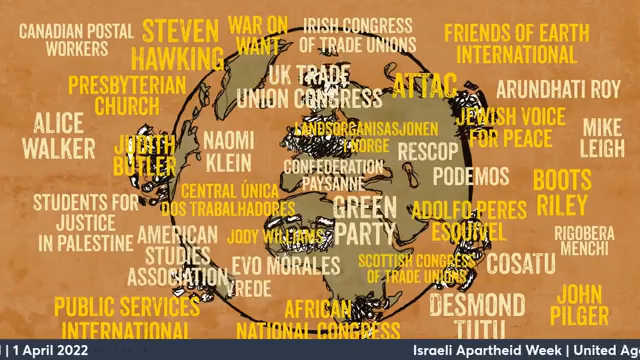 CANADIAN POSTAL
WORKERS
STEVEN
HAWKING
WAR ON
WANT
IRISH CONGRESS
OF TRADE UNIONS
FRIENDS OF EARTH
INTERNATIONAL
PRESBYTERIAN
CHURCH
UK TRADE
UNION CONGRESS
ATTAC
ARUNDHATI ROY
ALICE
WALKER
JUDITH
BUTLER
NAOMI
KLEIN
LANDSORGANISASJONEN
I NORGE
RESCOP
JEWISH VOICE
FOR PEACE
MIKE
LEIGH
CONFEDERATION
PAYSANNE
PODEMOS
BOOTS
RILEY
CENTRAL ÚNICA
DOS TRABALHADORES
STUDENTS FOR
JUSTICE
IN PALESTINE
GREEN
PARTY
ADOLFO PERES
ESQUIVEL
AMERICAN
STUDIES
ASSOCIATION
JODY WILLIAMS
RIGOBERA
MENCHI
EVO MORALES
VREDE
SCOTTISH CONGRESS
OF TRADE UNIONS
COSATU
PUBLIC SERVICES
INTERNATIONAL
AFRICAN
NATIONAL CONGRESS
DESMOND
TUTU
JOHN
PILGER
| 1 April 2022
Israeli Apartheid Week | United Ag